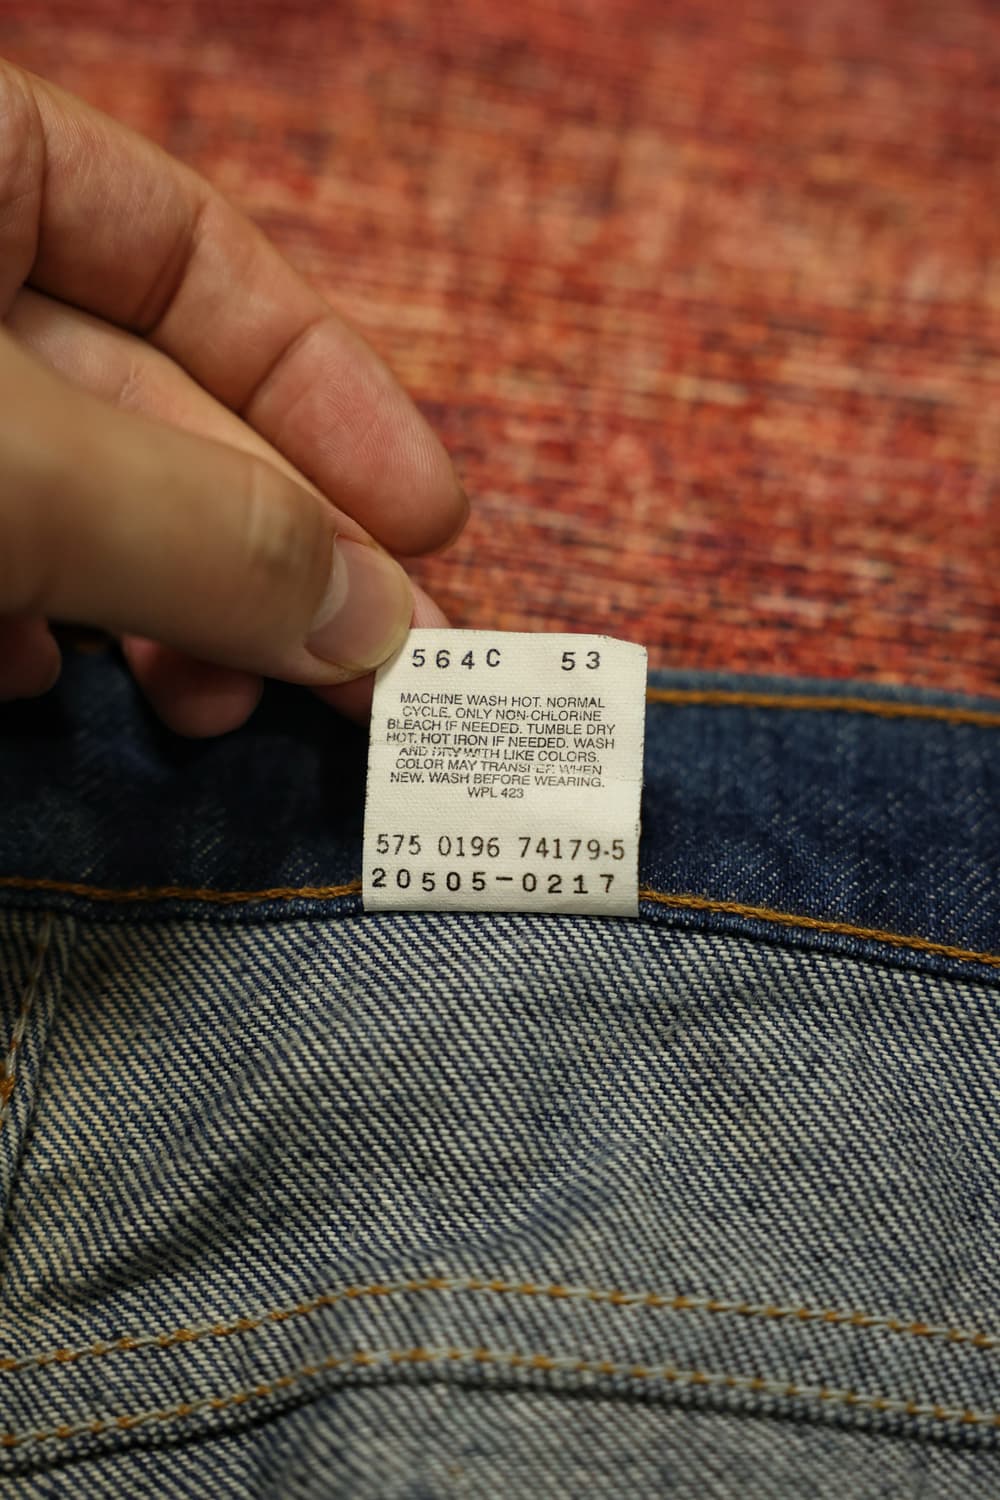 564C 53
MACHINE WASH HOT. NORMAL
CYCLE. ONLY NON-CHLORINE
BLEACH IF NEEDED. TUMBLE DRY
HOT. HOT IRON IF NEEDED. WASH
AND DRY WITH LIKE COLORS.
COLOR MAY TRANSFER WHEN
NEW. WASH BEFORE WEARING.
WPL 423
575 0196 74179-5
20505-0217